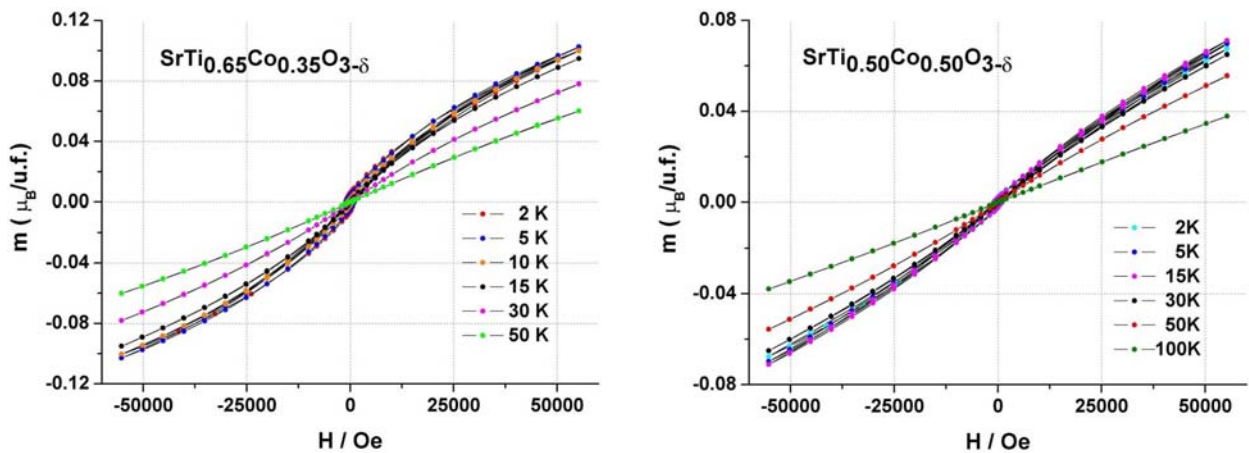 SrTi0.65Co0.35O3-δ
m ( μB/u.f.)
0.12
0.08
0.04
0.00
-0.04
-0.08
-0.12
-50000 -25000 0 25000 50000
H / Oe
2 K
5 K
10 K
15 K
30 K
50 K
SrTi0.50Co0.50O3-δ
m ( μB/u.f.)
0.08
0.04
0.00
-0.04
-0.08
-50000 -25000 0 25000 50000
H / Oe
2K
5K
15K
30K
50K
100K